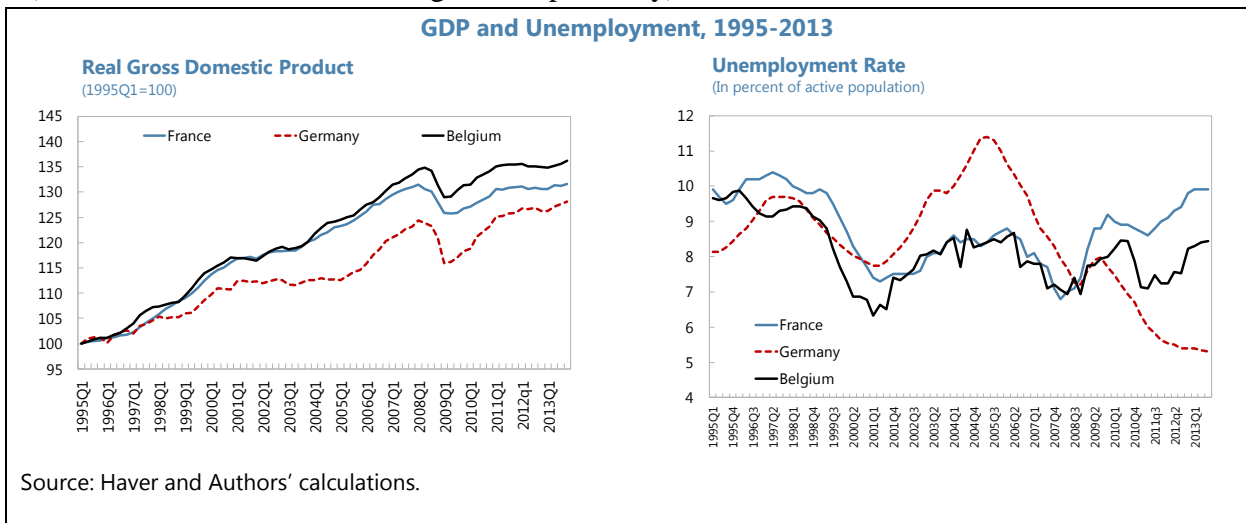 GDP and Unemployment, 1995-2013
Real Gross Domestic Product
(1995Q1=100)
145
140
135
130
125
120
115
110
105
100
95
France
Germany
Belgium
1995Q1
1996Q1
1997Q1
1998Q1
1999Q1
2000Q1
2001Q1
2002Q1
2003Q1
2004Q1
2005Q1
2006Q1
2007Q1
2008Q1
2009Q1
2010Q1
2011Q1
2012q1
2013Q1
Unemployment Rate
(In percent of active population)
12
11
10
9
8
7
6
5
4
France
Germany
Belgium
1995Q1
1995Q4
1996Q3
1997Q2
1998Q1
1998Q4
1999Q3
2000Q2
2001Q1
2001Q4
2002Q3
2003Q2
2004Q1
2004Q4
2005Q3
2006Q2
2007Q1
2007Q4
2008Q3
2009Q2
2010Q1
2010Q4
2011q3
2012q2
2013Q1
Source: Haver and Authors’ calculations.